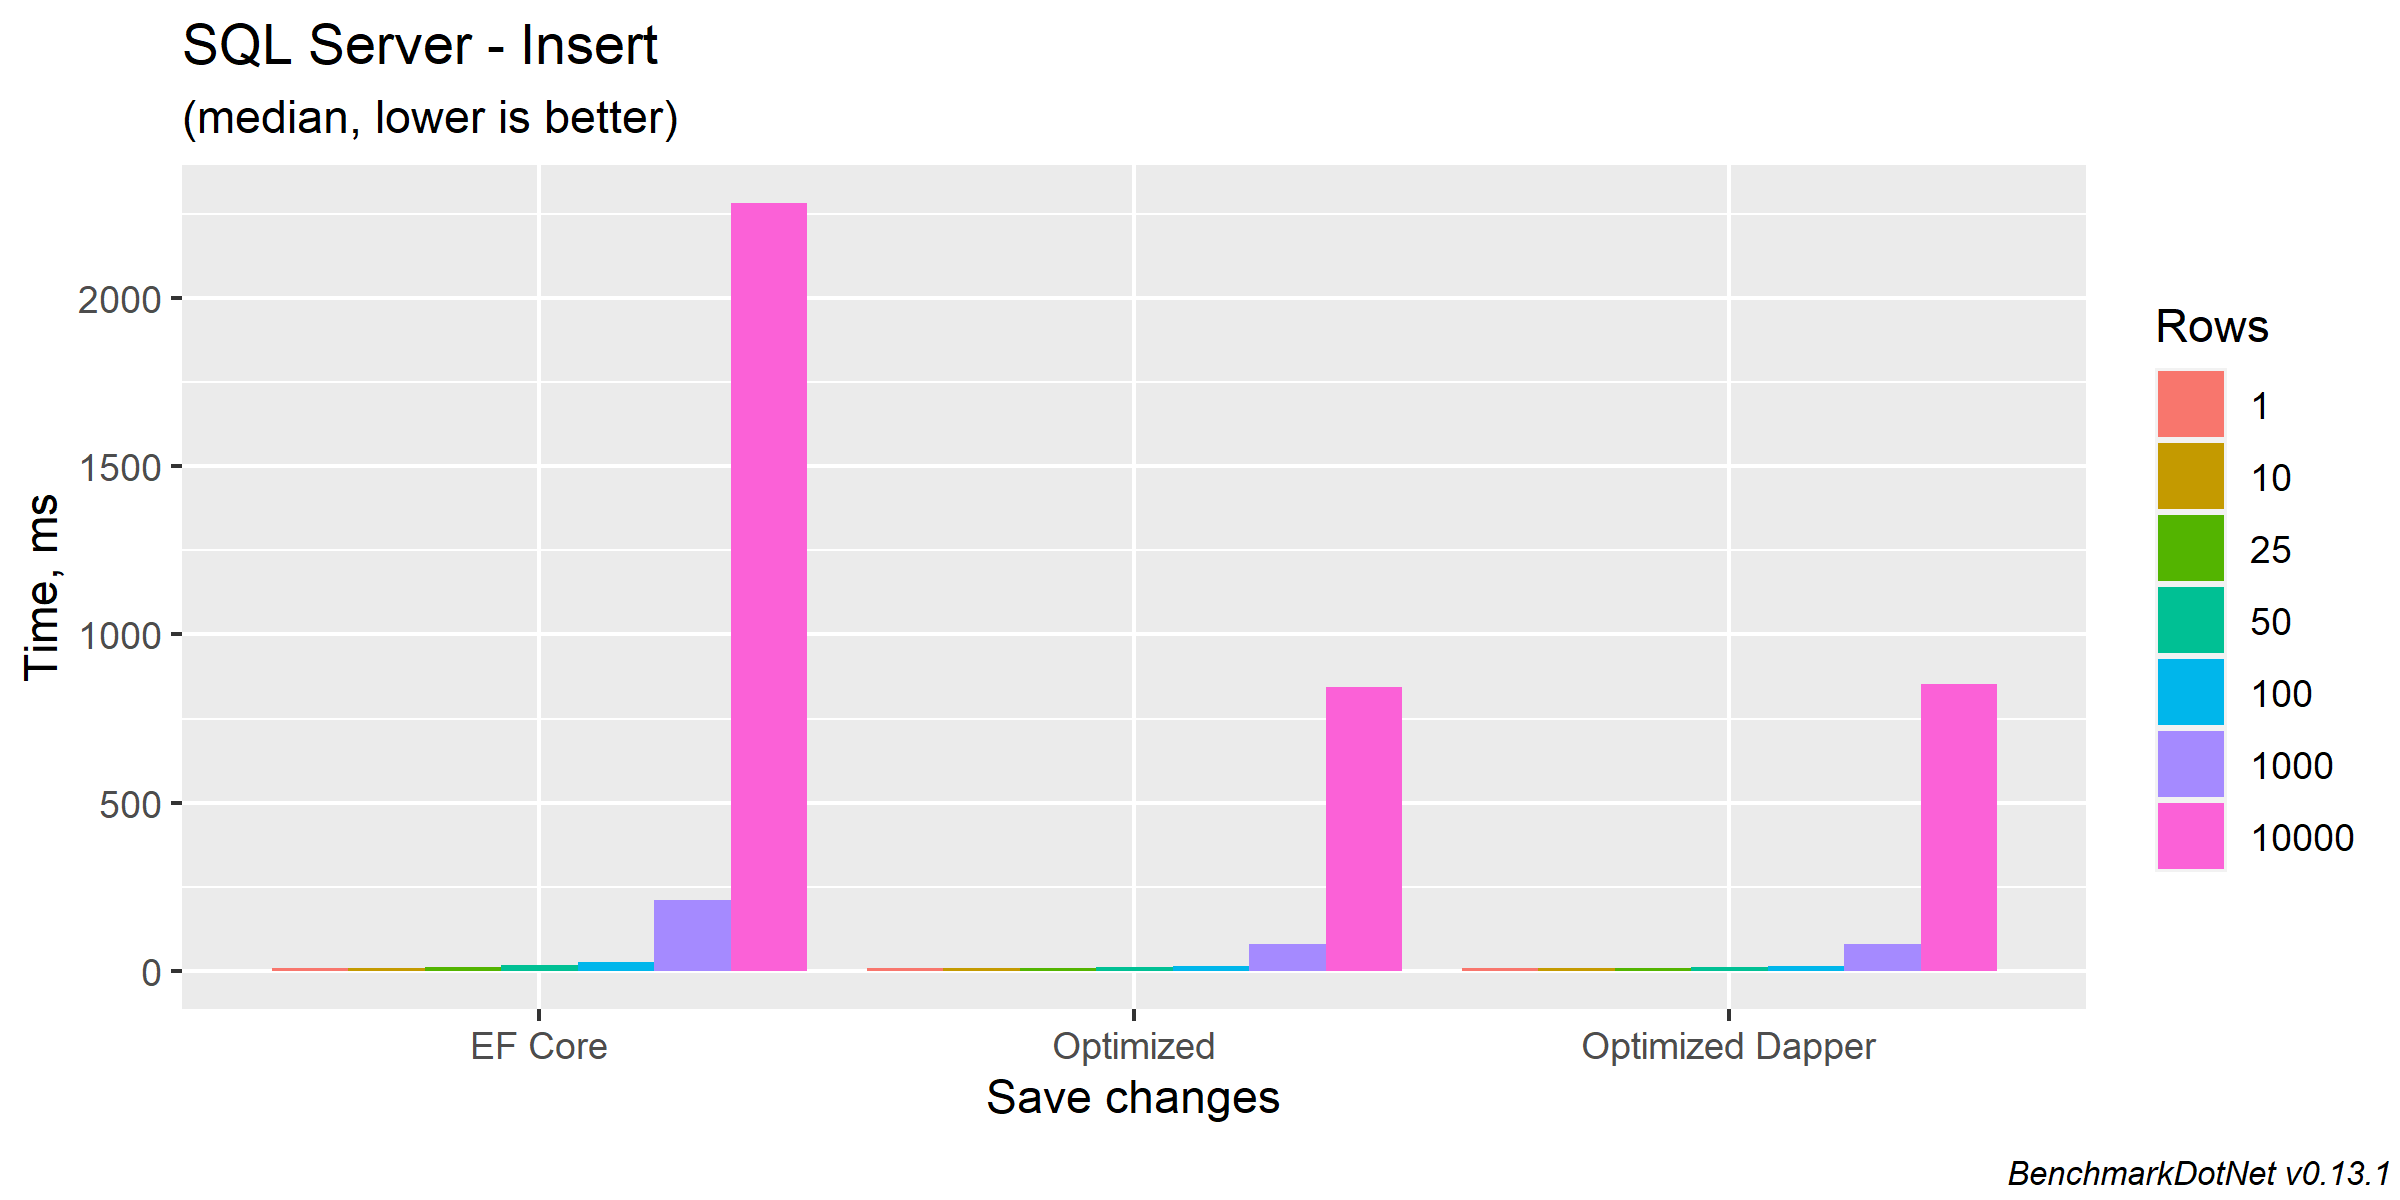 SQL Server - Insert
(median, lower is better)
Time, ms
2000
1500
1000
500
0
EF Core
Optimized
Optimized Dapper
Save changes
Rows
1
10
25
50
100
1000
10000
BenchmarkDotNet v0.13.1